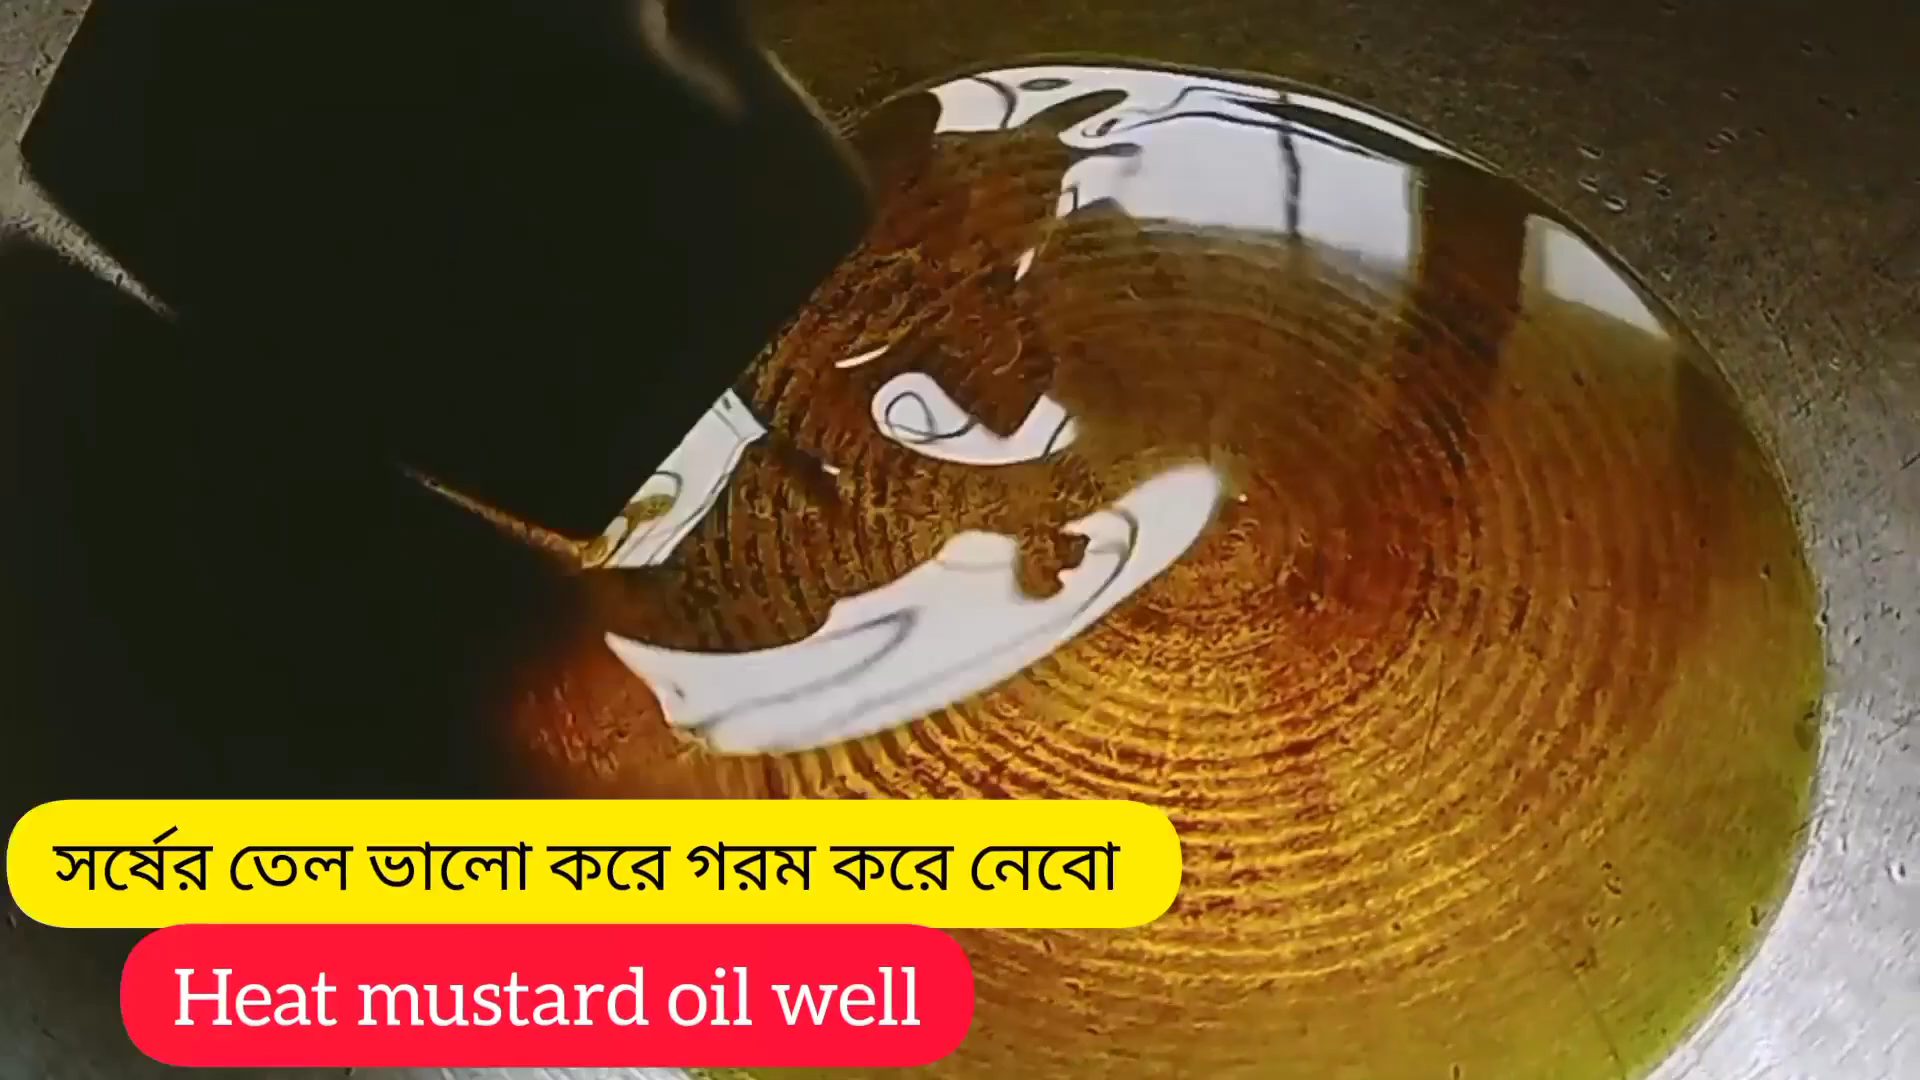 সর্ষের তেল ভালো করে গরম করে নেবো
Heat mustard oil well